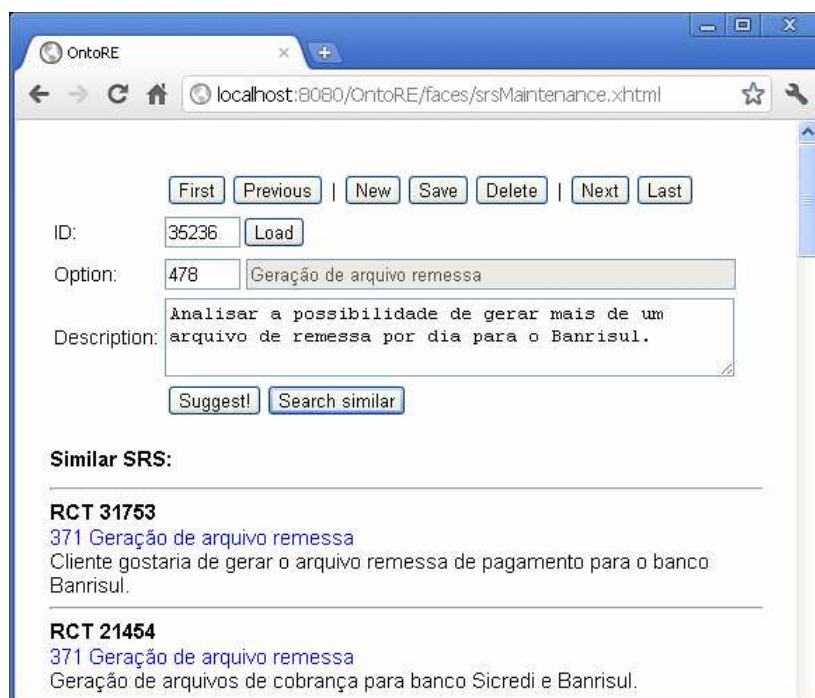 OntoRE
localhost:8080/OntoRE/faces/srsMaintenance.xhtml
First Previous | New Save Delete | Next Last
ID: 35236 Load
Option: 478 Geração de arquivo remessa
Analisar a possibilidade de gerar mais de um
Description: arquivo de remessa por dia para o Banrisul.
Suggest! Search similar
Similar SRS:
RCT 31753
371 Geração de arquivo remessa
Cliente gostaria de gerar o arquivo remessa de pagamento para o banco
Banrisul.
RCT 21454
371 Geração de arquivo remessa
Geração de arquivos de cobrança para banco Sicredi e Banrisul.